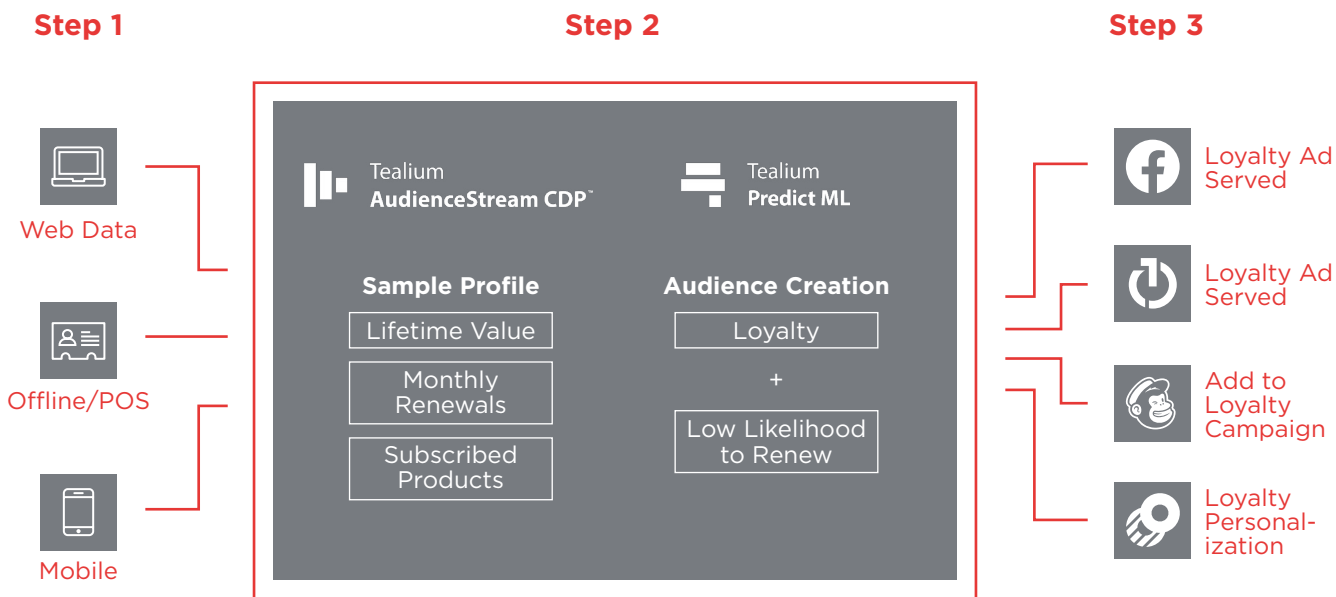 Step 1
Step 2
Step 3
Web Data
Offline/POS
Mobile
Tealium
AudienceStream CDP™
Tealium
Predict ML
Sample Profile
Lifetime Value
Monthly
Renewals
Subscribed
Products
Audience Creation
Loyalty
+
Low Likelihood
to Renew
Loyalty Ad
Served
Loyalty Ad
Served
Add to
Loyalty
Campaign
Loyalty
Personal-
ization